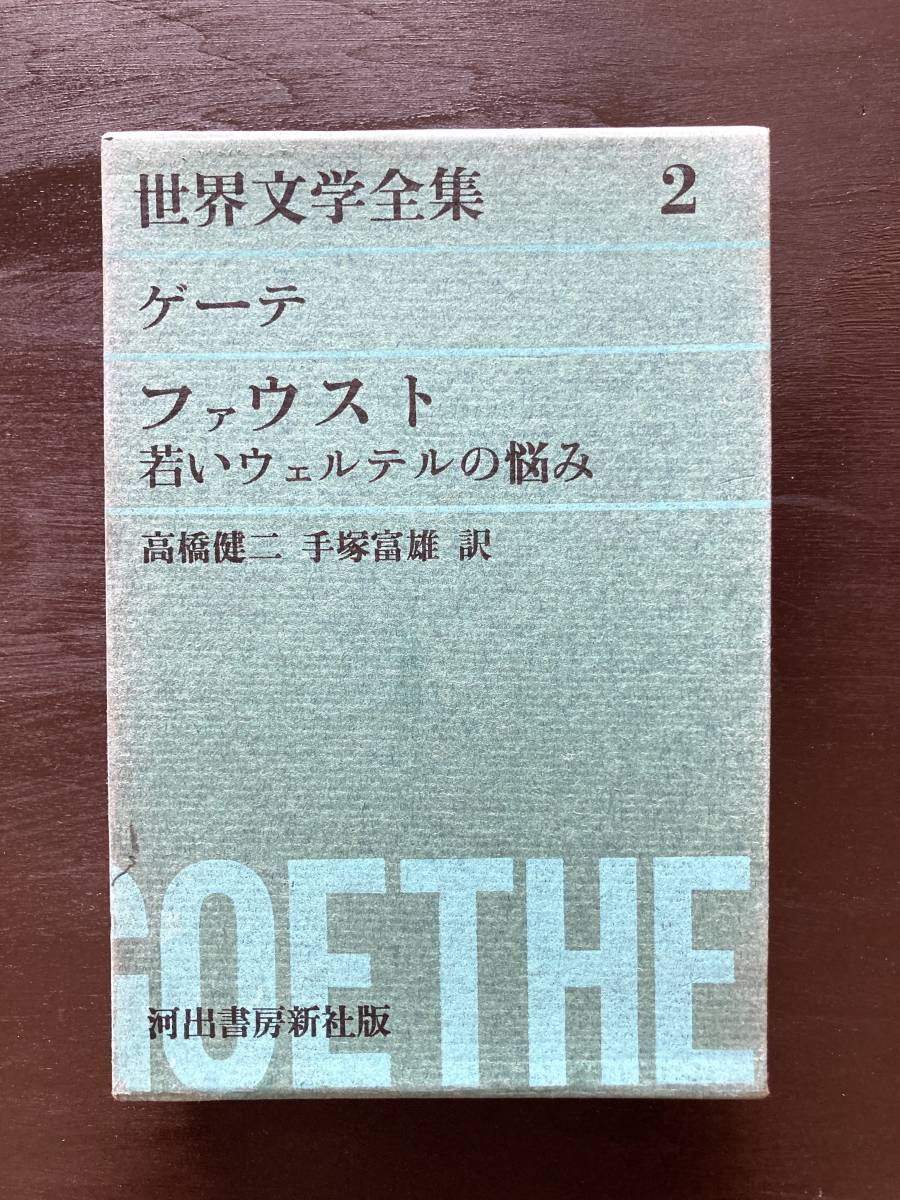 世界文学全集 2
ゲーテ
ファウスト
若いウェルテルの悩み
高橋健二 手塚富雄 訳
GOETHE
河出書房新社版